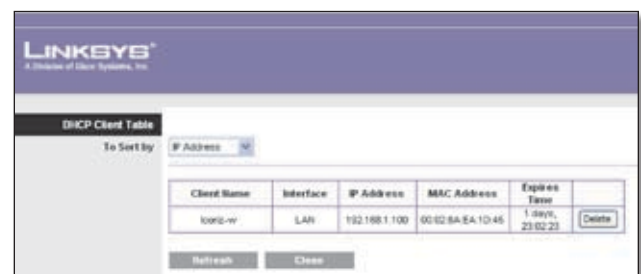 LINKSYS®
A Division of Cisco Systems, Inc.
DHCP Client Table
To Sort by IP Address
Client Name Interface IP Address MAC Address Expires Time
LAN 192.168.1.100 00:02:8A:EA:1D:46 1 days, 23:02:23 Delete
Refresh Close